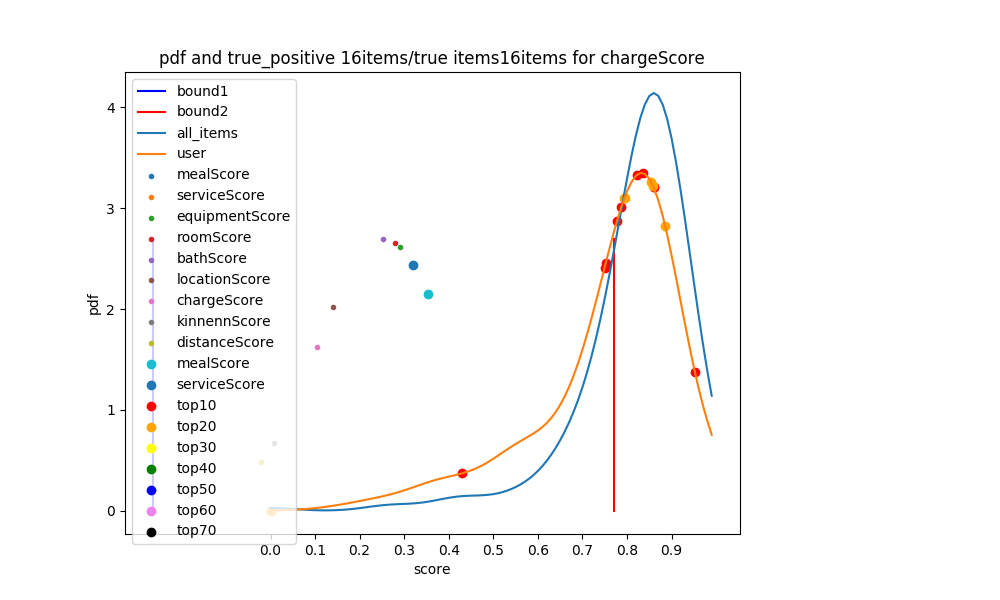 pdf and true_positive 16items/true items16items for chargeScore
bound1
bound2
all_items
user
mealScore
serviceScore
equipmentScore
roomScore
bathScore
locationScore
chargeScore
kinnennScore
distanceScore
mealScore
serviceScore
top10
top20
top30
top40
top50
top60
top70
pdf
4
3
2
1
0
0.0 0.1 0.2 0.3 0.4 0.5 0.6 0.7 0.8 0.9
score